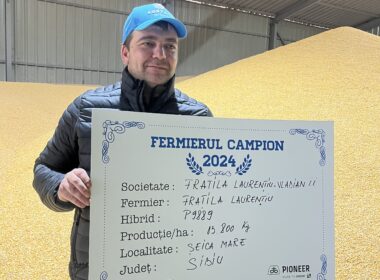 FERMIERUL CAMPION
2024
Societate : FRATILA LAURENTIU-VLADIAN II
Fermier : FRATILA LAURENTIU
Hibrid : P9889
Producție/ha : 15 800 Kg
Localitate : SEICA MARE
Județ : SIBIU
PIONEER